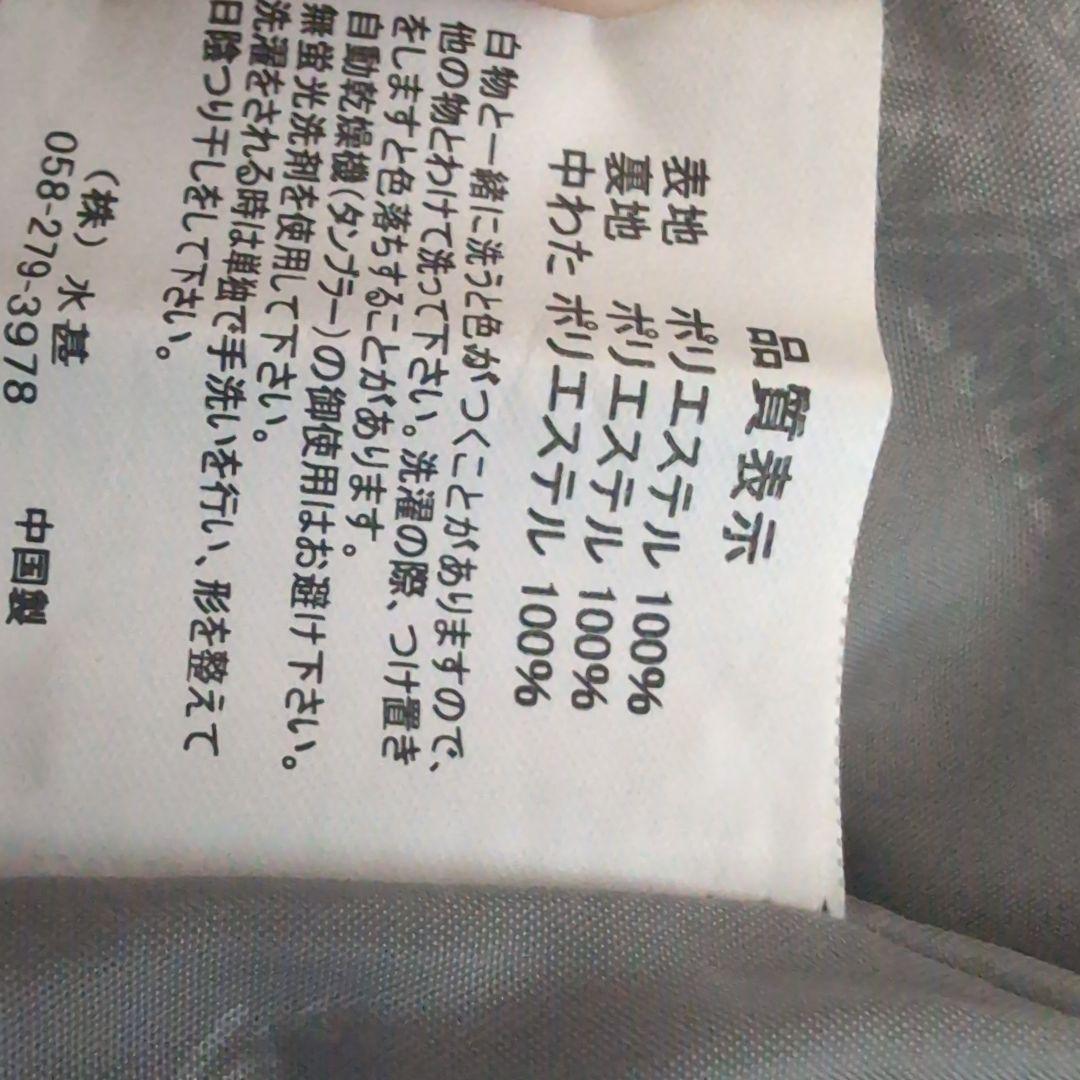 品質表示
表地 ポリエステル 100%
裏地 ポリエステル 100%
中わた ポリエステル 100%
白物と一緒に洗うと色がつくことがありますので、
他の物とわけて洗って下さい。洗濯の際、つけ置き
をしますと色落ちすることがあります。
自動乾燥機(タンブラー)の御使用はお避け下さい。
無蛍光洗剤を使用して下さい。
洗濯をされる時は単独で手洗いを行い、形を整えて
日陰つり干しをして下さい。
(株)水甚
058-279-3978 中国製